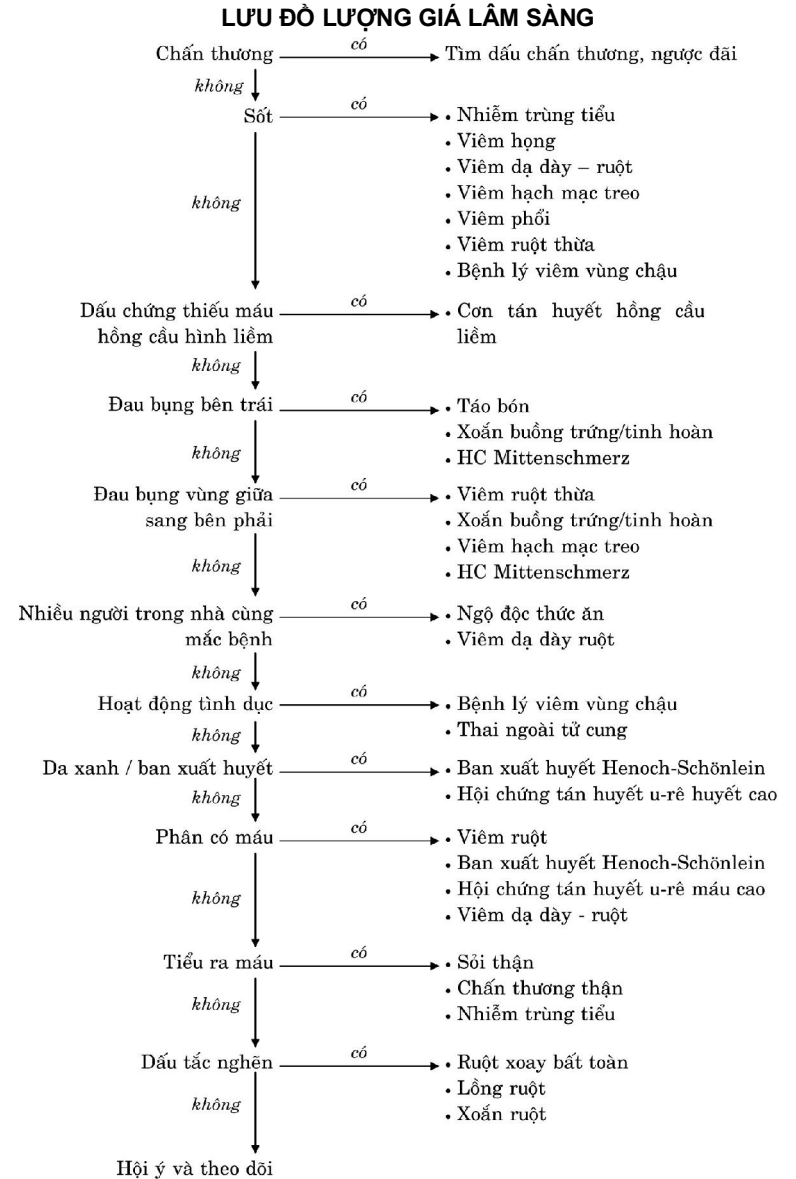 LƯU ĐỒ LƯỢNG GIÁ LÂM SÀNG
Chấn thương
có
Tìm dấu chấn thương, ngược đãi
không
Sốt
có
• Nhiễm trùng tiểu
• Viêm họng
• Viêm dạ dày – ruột
• Viêm hạch mạc treo
• Viêm phổi
• Viêm ruột thừa
• Bệnh lý viêm vùng chậu
không
Dấu chứng thiếu máu
hồng cầu hình liềm
có
• Cơn tán huyết hồng cầu
liềm
không
Đau bụng bên trái
có
• Táo bón
• Xoắn buồng trứng/tinh hoàn
• HC Mittenschmerz
không
Đau bụng vùng giữa
sang bên phải
có
• Viêm ruột thừa
• Xoắn buồng trứng/tinh hoàn
• Viêm hạch mạc treo
• HC Mittenschmerz
không
Nhiều người trong nhà cùng
mắc bệnh
có
• Ngộ độc thức ăn
• Viêm dạ dày ruột
không
Hoạt động tình dục
có
• Bệnh lý viêm vùng chậu
• Thai ngoài tử cung
không
Da xanh / ban xuất huyết
có
• Ban xuất huyết Henoch-Schönlein
• Hội chứng tán huyết u-rê huyết cao
không
Phân có máu
có
• Viêm ruột
• Ban xuất huyết Henoch-Schönlein
• Hội chứng tán huyết u-rê máu cao
• Viêm dạ dày - ruột
không
Tiểu ra máu
có
• Sỏi thận
• Chấn thương thận
• Nhiễm trùng tiểu
không
Dấu tắc nghẽn
có
• Ruột xoay bất toàn
• Lồng ruột
• Xoắn ruột
không
Hội ý và theo dõi